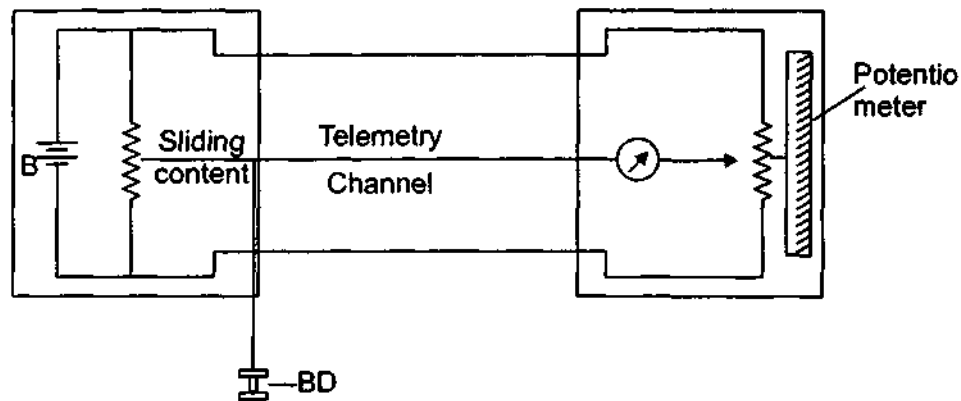 B
Sliding
content
Telemetry
Channel
Potentio
meter
BD